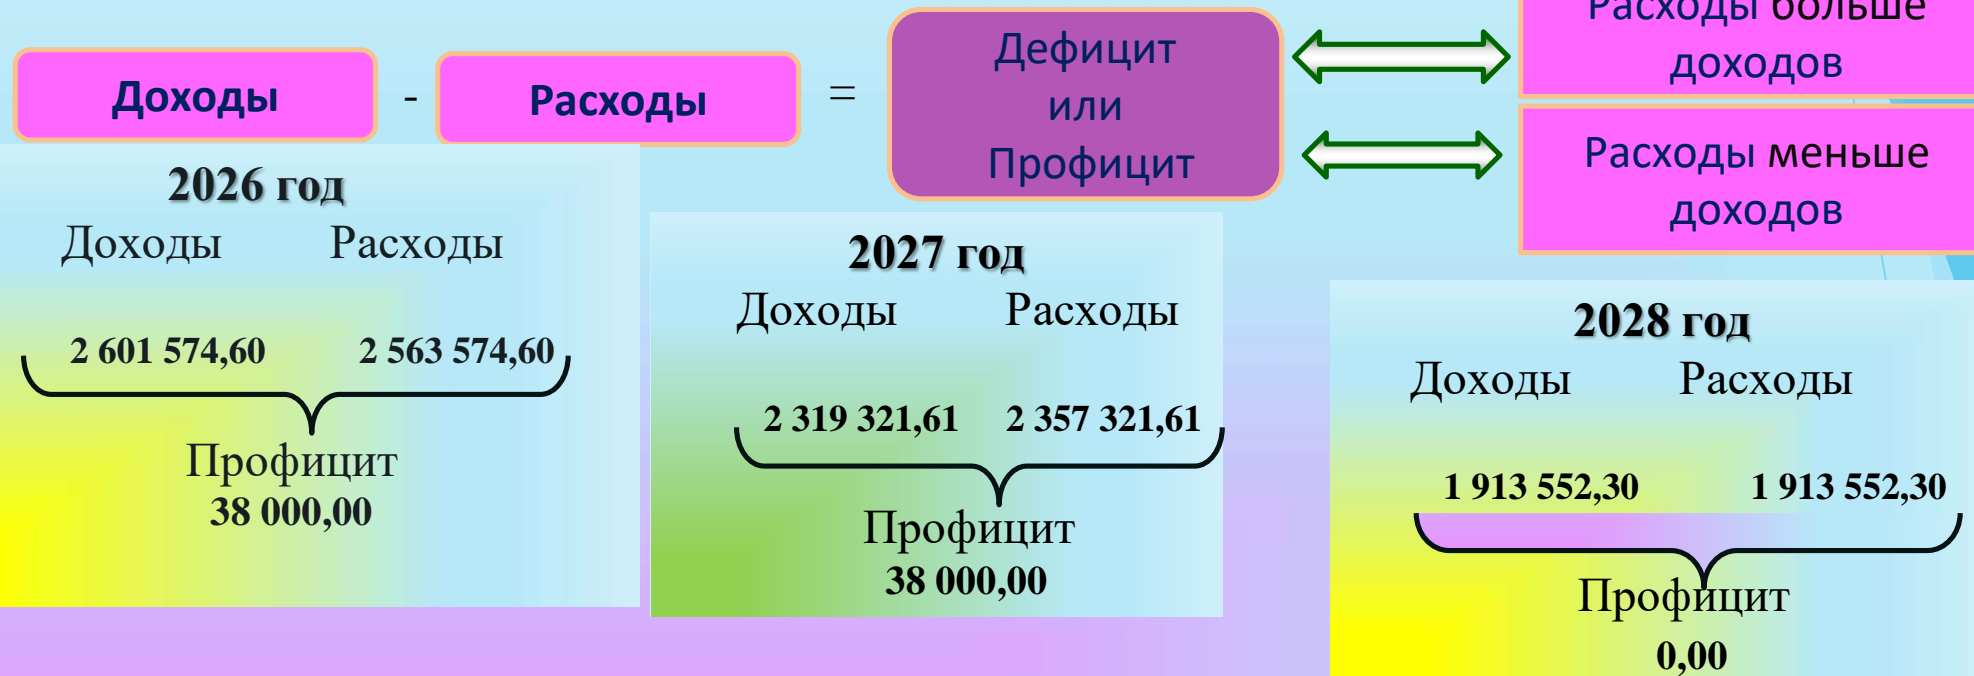 Доходы
-
Расходы
=
Дефицит
или
Профицит
Расходы больше
доходов
Расходы меньше
доходов
2026 год
Доходы Расходы
2 601 574,60 2 563 574,60
Профицит
38 000,00
2027 год
Доходы Расходы
2 319 321,61 2 357 321,61
Профицит
38 000,00
2028 год
Доходы Расходы
1 913 552,30 1 913 552,30
Профицит
0,00